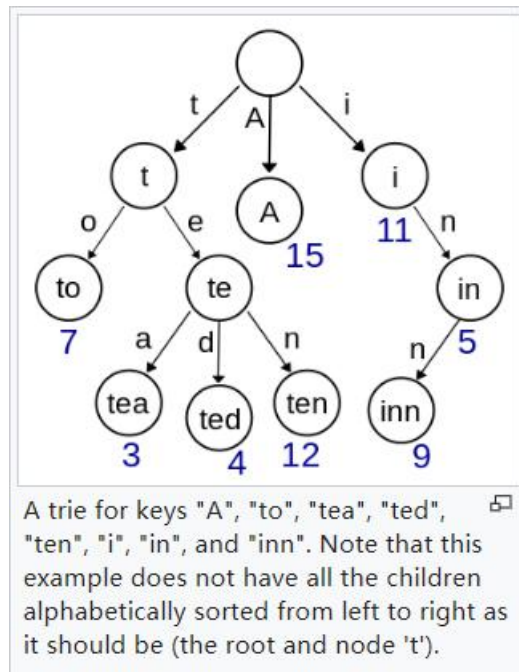 t
A
i
t
A
i
15
11
o
e
n
to
te
in
7
5
a
d
n
n
tea
ted
ten
inn
3
4
12
9
A trie for keys "A", "to", "tea", "ted",
"ten", "i", "in", and "inn". Note that this
example does not have all the children
alphabetically sorted from left to right as
it should be (the root and node 't').